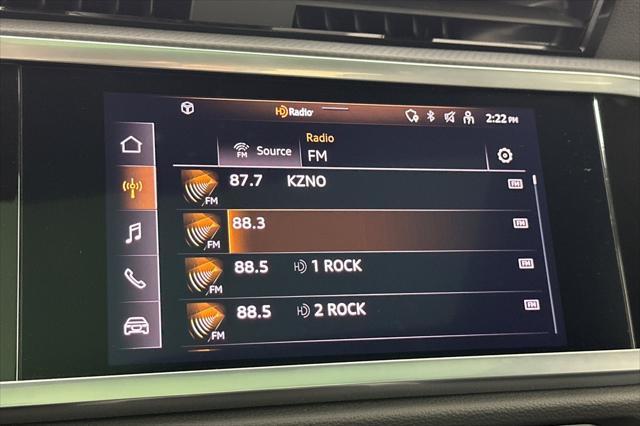 HD Radio 2:22 PM
Radio
FM Source FM
FM 87.7 KZNO FM
FM 88.3 FM
FM 88.5 HD 1 ROCK FM
FM 88.5 HD 2 ROCK FM